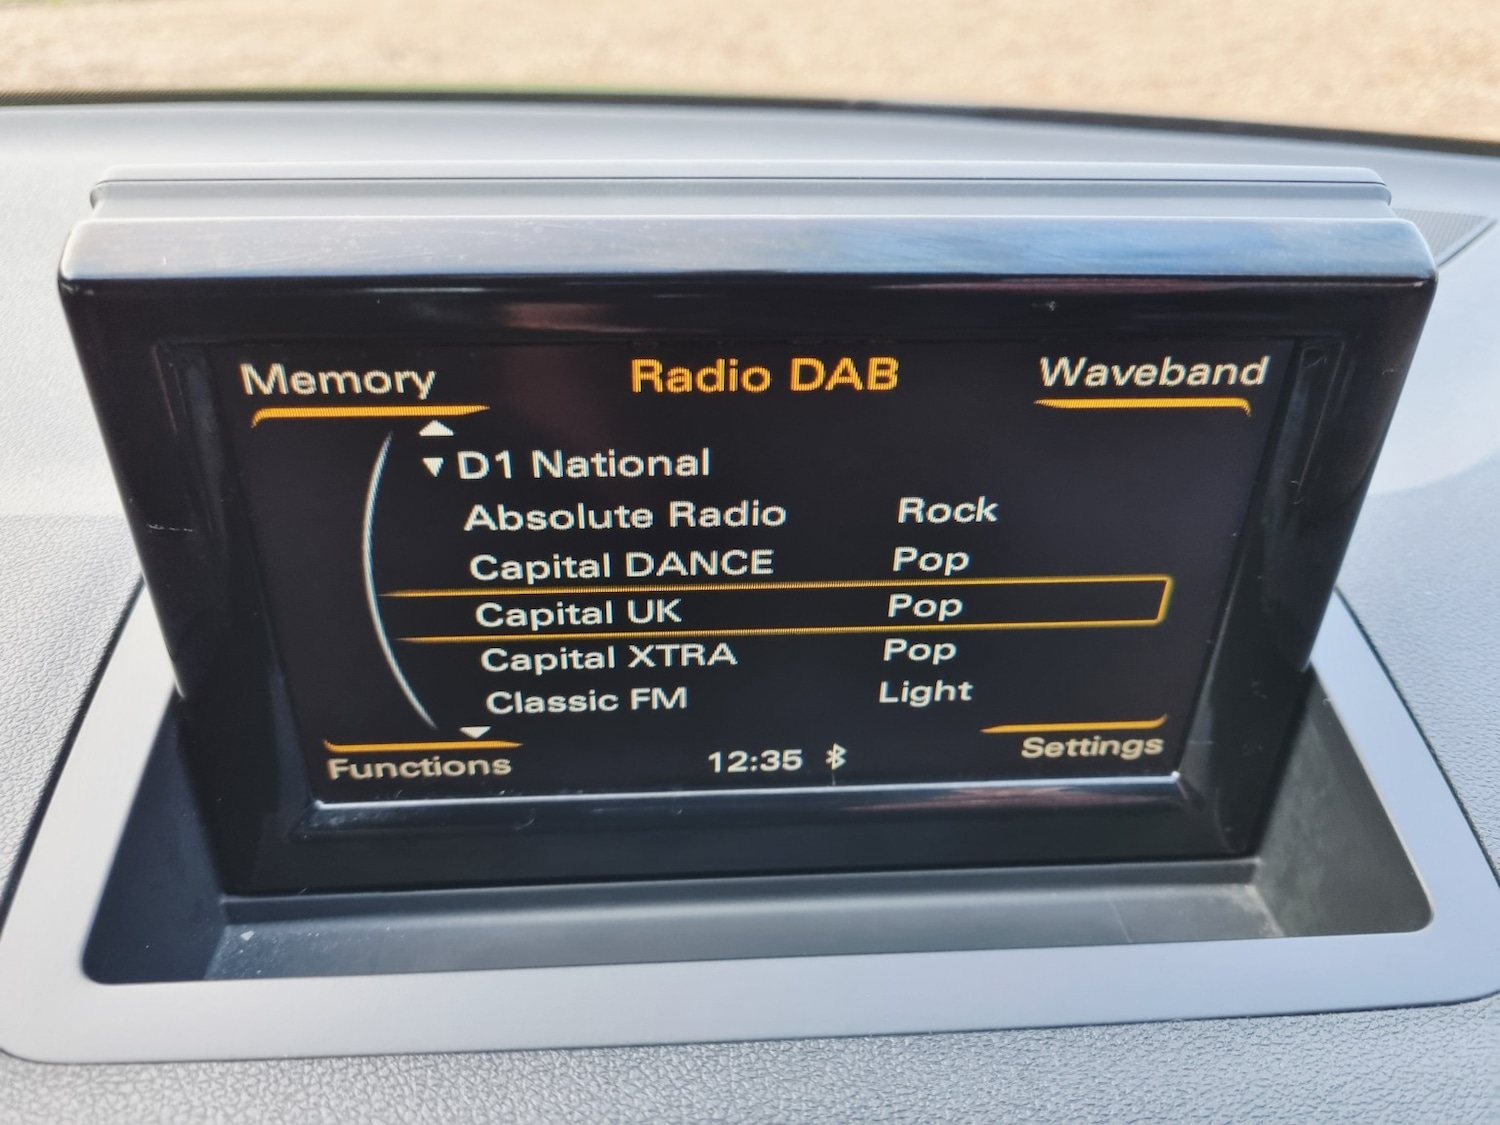 Memory Radio DAB Waveband
D1 National
Absolute Radio Rock
Capital DANCE Pop
Capital UK Pop
Capital XTRA Pop
Classic FM Light
Functions 12:35 Settings